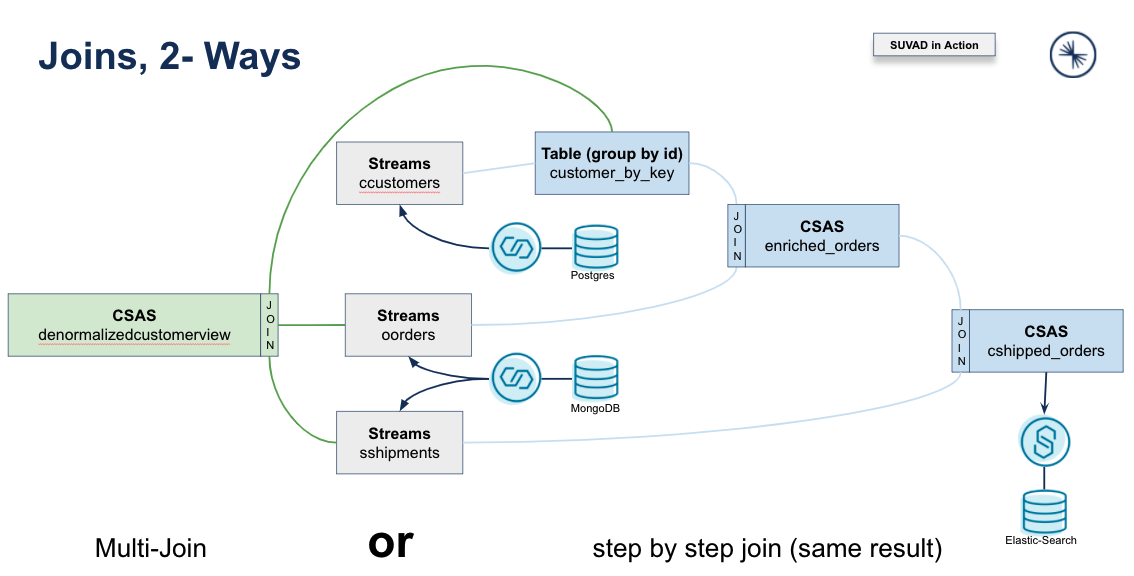 Joins, 2- Ways
SUVAD in Action
Streams
ccustomers
Table (group by id)
customer_by_key
JOIN
CSAS
enriched_orders
Postgres
CSAS
denormalizedcustomerview
JOIN
Streams
oorders
JOIN
CSAS
cshipped_orders
MongoDB
Streams
sshipments
Elastic-Search
Multi-Join
or
step by step join (same result)